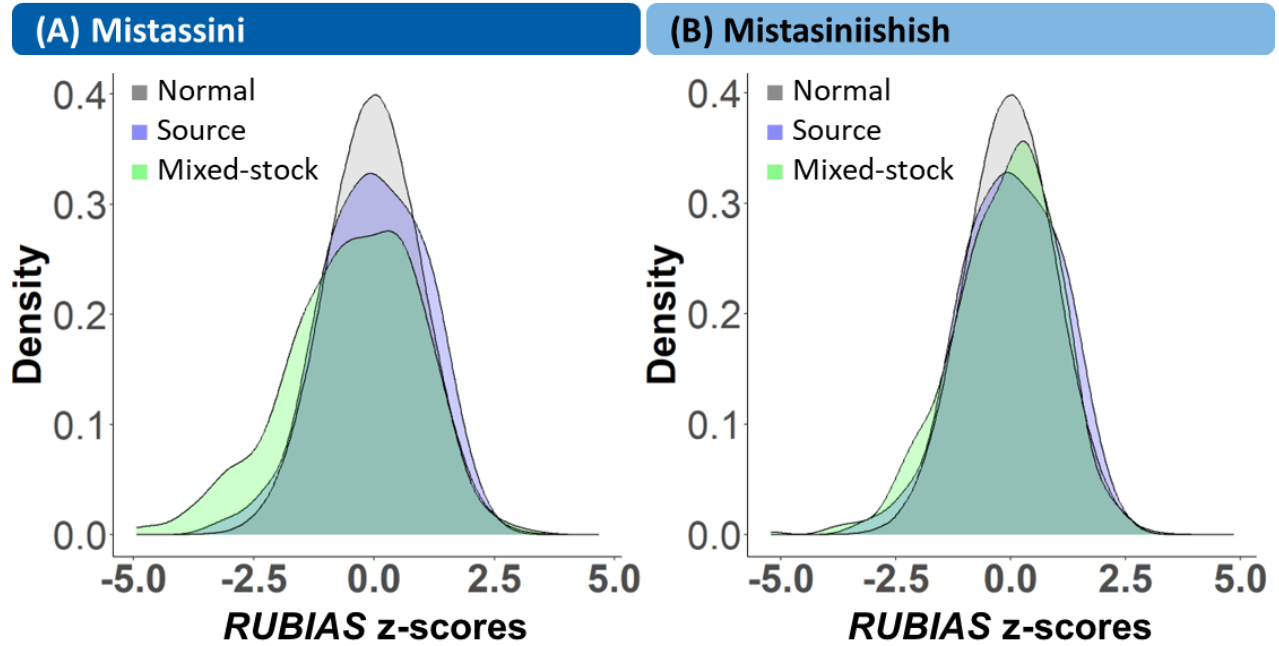 (A) Mistassini
Normal
Source
Mixed-stock
0.4
0.3
0.2
0.1
0.0
Density
-5.0 -2.5 0.0 2.5 5.0
RUBIAS z-scores
(B) Mistasiniishish
Normal
Source
Mixed-stock
0.4
0.3
0.2
0.1
0.0
Density
-5.0 -2.5 0.0 2.5 5.0
RUBIAS z-scores